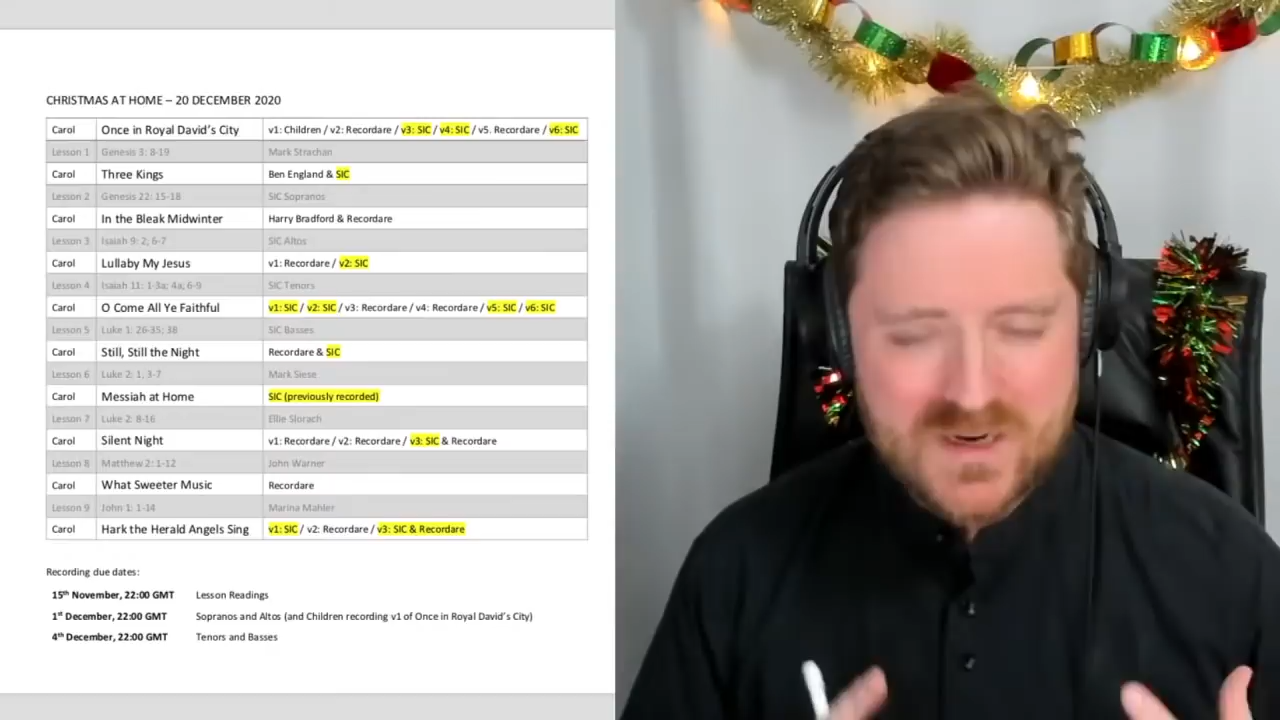 CHRISTMAS AT HOME – 20 DECEMBER 2020
Carol Once in Royal David's City v1: Children / v2: Recordare / v3: SIC / v4: SIC / v5. Recordare / v6: SIC
Lesson 1 Genesis 3: 8-19 Mark Strachan
Carol Three Kings Ben England & SIC
Lesson 2 Genesis 22: 15-18 SIC Sopranos
Carol In the Bleak Midwinter Harry Bradford & Recordare
Lesson 3 Isaiah 9: 2, 6-7 SIC Altos
Carol Lullaby My Jesus v1: Recordare / v2: SIC
Lesson 4 Isaiah 11: 1-3a; 4a; 6-9 SIC Tenors
Carol O Come All Ye Faithful v1: SIC / v2: SIC / v3: Recordare / v4: Recordare / v5: SIC / v6: SIC
Lesson 5 Luke 1: 26-35; 38 SIC Basses
Carol Still, Still the Night Recordare & SIC
Lesson 6 Luke 2: 1, 3-7 Mark Siese
Carol Messiah at Home SIC (previously recorded)
Lesson 7 Luke 2: 8-16 Ellie Slorach
Carol Silent Night v1: Recordare / v2: Recordare / v3: SIC & Recordare
Lesson 8 Matthew 2: 1-12 John Warner
Carol What Sweeter Music Recordare
Lesson 9 John 1: 1-14 Marina Mahler
Carol Hark the Herald Angels Sing v1: SIC / v2: Recordare / v3: SIC & Recordare
Recording due dates:
15th November, 22:00 GMT Lesson Readings
1st December, 22:00 GMT Sopranos and Altos (and Children recording v1 of Once in Royal David's City)
4th December, 22:00 GMT Tenors and Basses